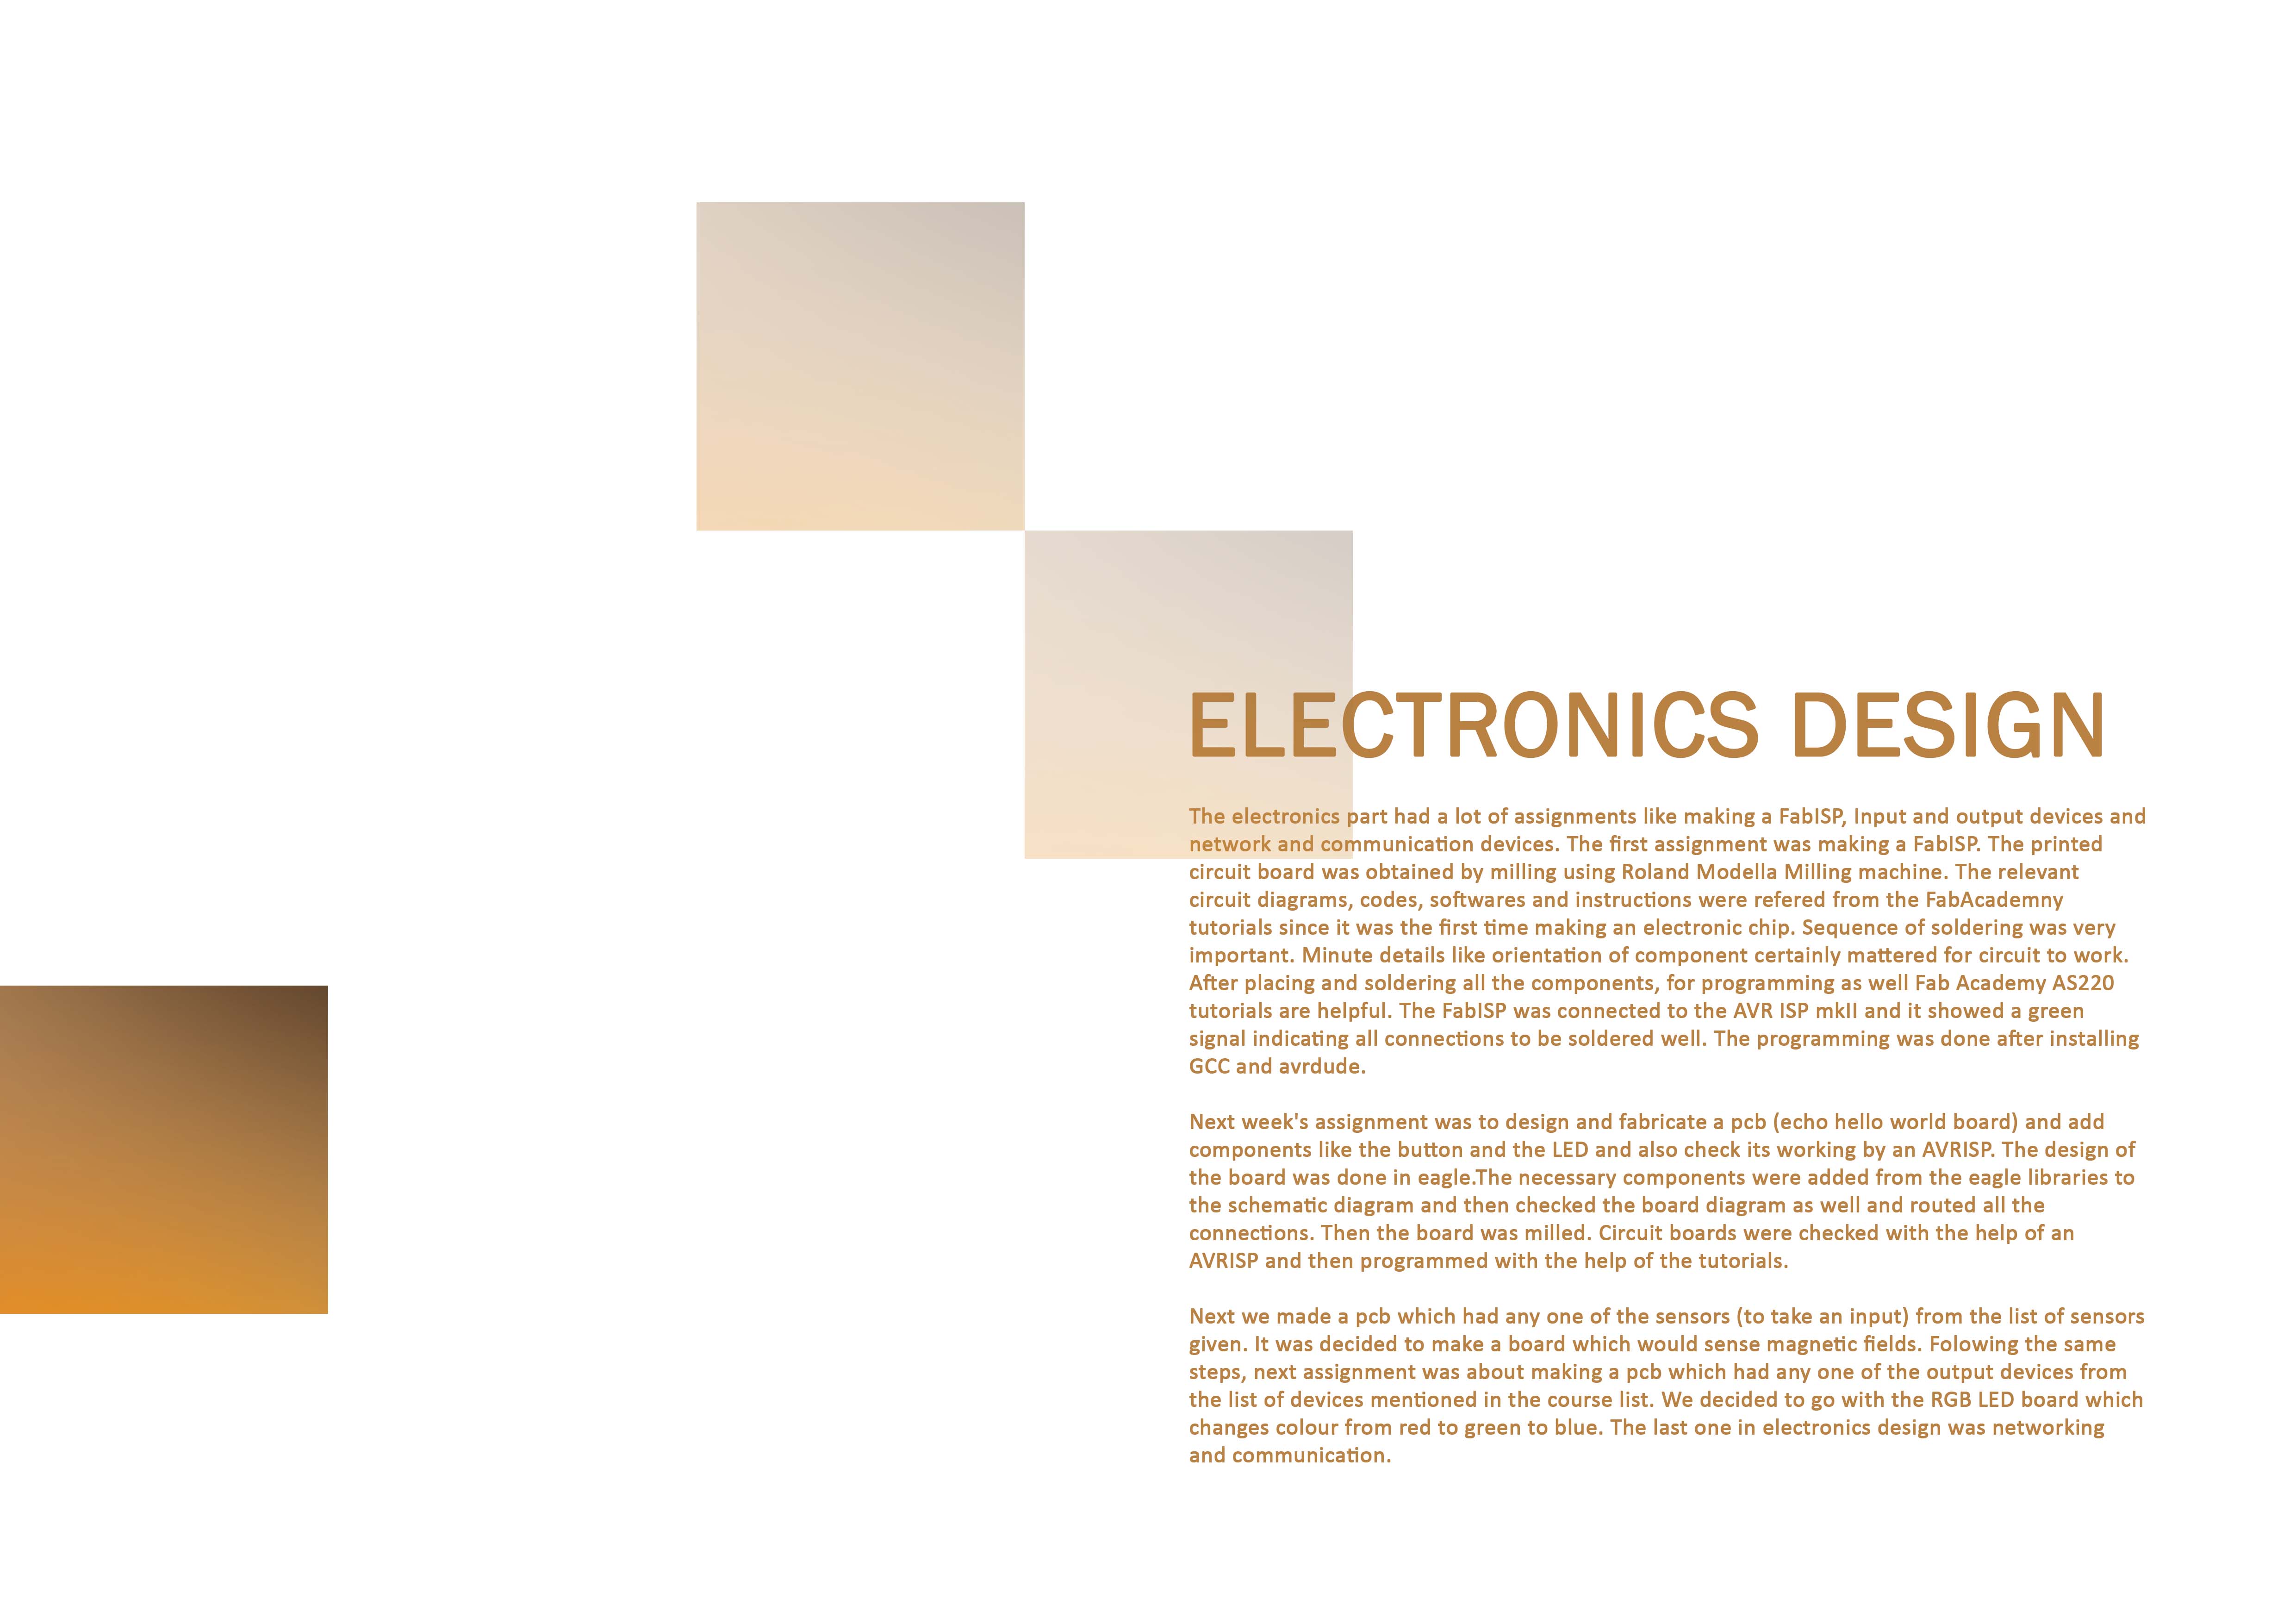 ELECTRONICS DESIGN
The electronics part had a lot of assignments like making a FabISP, Input and output devices and
network and communication devices. The first assignment was making a FabISP. The printed
circuit board was obtained by milling using Roland Modella Milling machine. The relevant
circuit diagrams, codes, softwares and instructions were refered from the FabAcademny
tutorials since it was the first time making an electronic chip. Sequence of soldering was very
important. Minute details like orientation of component certainly mattered for circuit to work.
After placing and soldering all the components, for programming as well Fab Academy AS220
tutorials are helpful. The FabISP was connected to the AVR ISP mkII and it showed a green
signal indicating all connections to be soldered well. The programming was done after installing
GCC and avrdude.
Next week's assignment was to design and fabricate a pcb (echo hello world board) and add
components like the button and the LED and also check its working by an AVRISP. The design of
the board was done in eagle.The necessary components were added from the eagle libraries to
the schematic diagram and then checked the board diagram as well and routed all the
connections. Then the board was milled. Circuit boards were checked with the help of an
AVRISP and then programmed with the help of the tutorials.
Next we made a pcb which had any one of the sensors (to take an input) from the list of sensors
given. It was decided to make a board which would sense magnetic fields. Folowing the same
steps, next assignment was about making a pcb which had any one of the output devices from
the list of devices mentioned in the course list. We decided to go with the RGB LED board which
changes colour from red to green to blue. The last one in electronics design was networking
and communication.